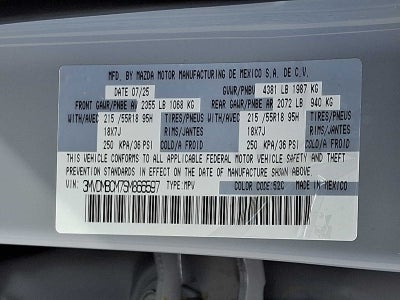 MFD. BY MAZDA MOTOR MANUFACTURING DE MEXICO S.A. DE C.V.
DATE 07/25 GVWR/PNBV 4381 LB 1987 KG
FRONT GAWR/PNBE AV 2355 LB 1068 KG REAR GAWR/PNBE AR 2072 LB 940 KG
WITH/AVEC 215 /55R18 95H TIRES/PNEU WITH/AVEC 215 /55R18 95H TIRES/PNEU
18X7J RIMS/JANTES 18X7J RIMS/JANTES
250 KPA/36 PSI COLD/A FROID 250 KPA/36 PSI COLD/A FROID
THIS VEHICLE CONFORMS TO ALL APPLICABLE FEDERAL MOTOR VEHICLE SAFETY AND THEFT
PREVENTION STANDARDS IN EFFECT ON THE DATE OF MANUFACTURE SHOWN ABOVE.
VIN: TYPE:MPV COLOR CODE:52C MADE IN MEXICO